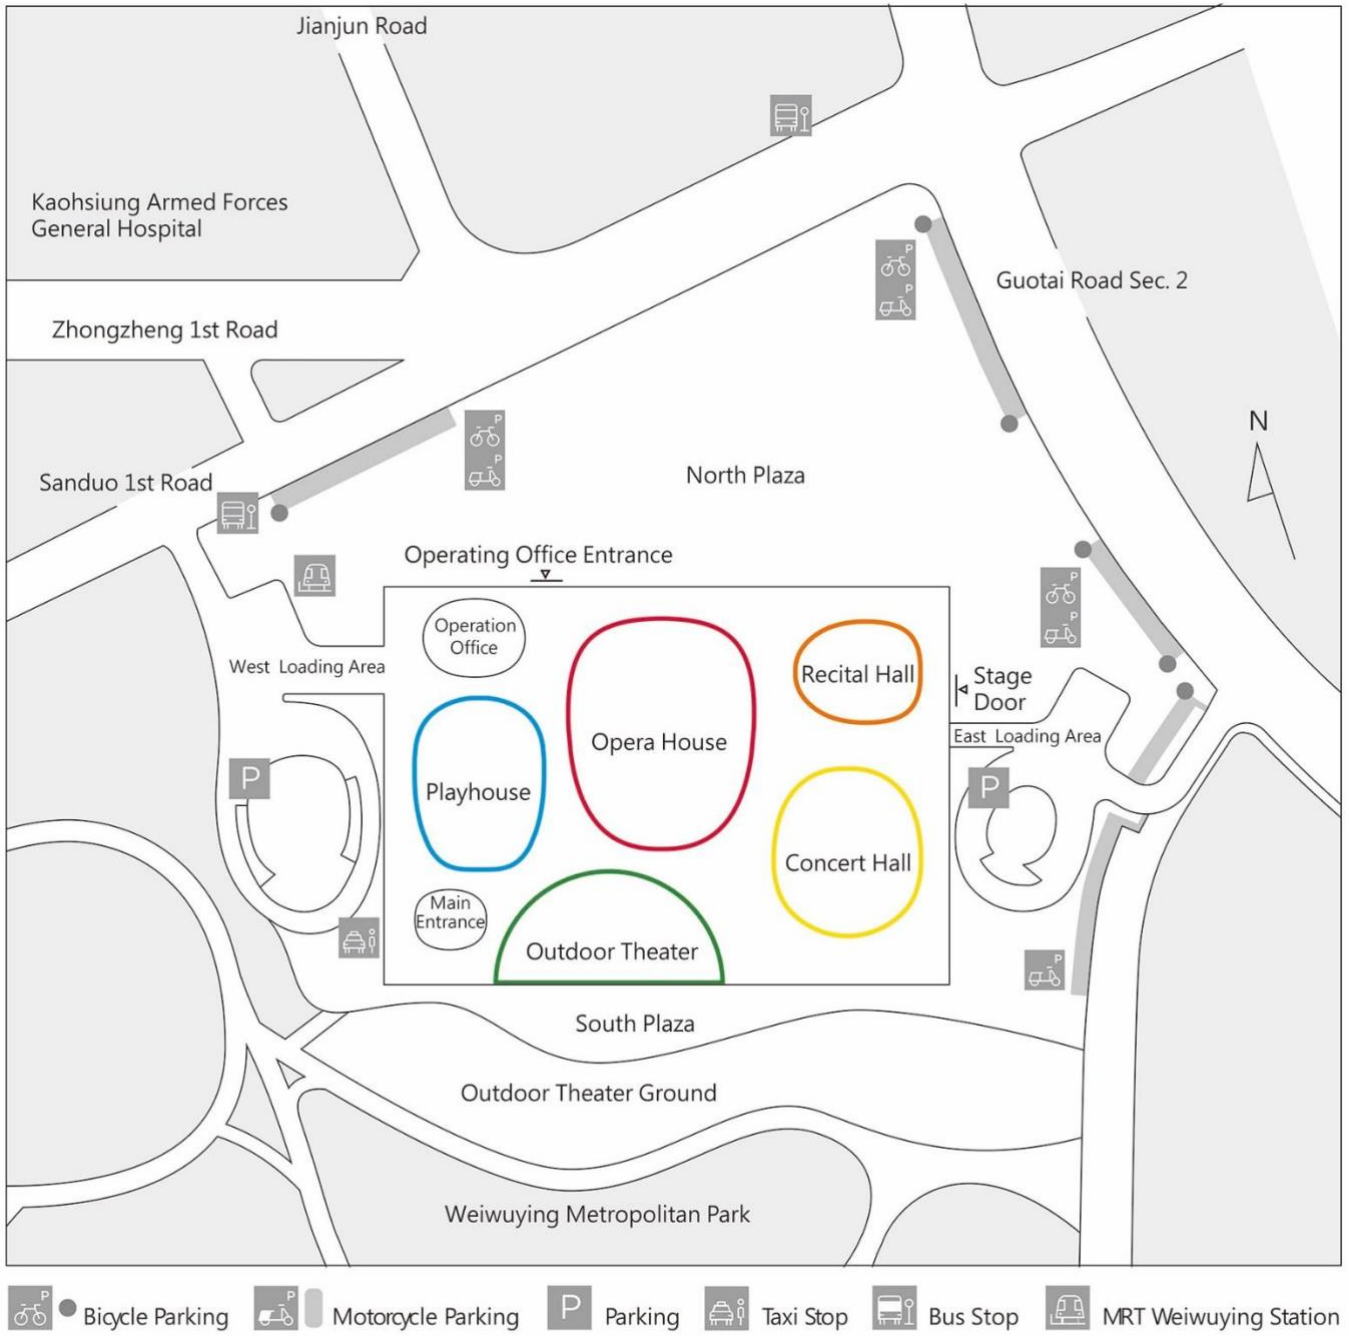 Jianjun Road
Kaohsiung Armed Forces
General Hospital
Guotai Road Sec. 2
Zhongzheng 1st Road
N
North Plaza
Sanduo 1st Road
Operating Office Entrance
Operation
Office
West Loading Area
Recital Hall
Stage
Door
Opera House
East Loading Area
P
Playhouse
P
Concert Hall
Main
Entrance
Outdoor Theater
South Plaza
Outdoor Theater Ground
Weiwuying Metropolitan Park
P
Bicycle Parking
P
Motorcycle Parking
P
Parking
Taxi Stop
Bus Stop
MRT Weiwuying Station